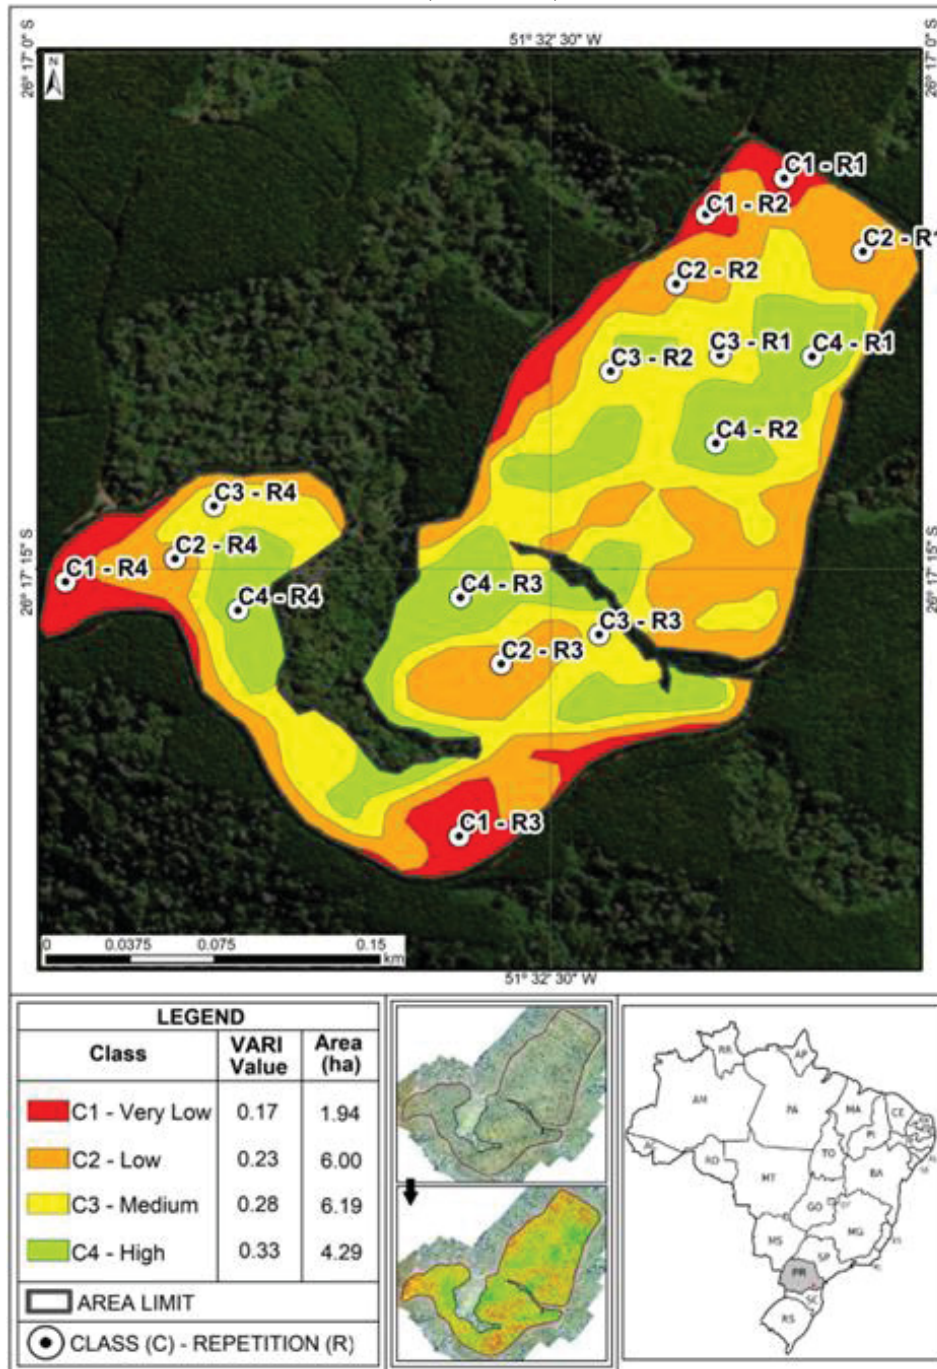 51° 32' 30" W
26° 17' 0" S
26° 17' 0" S
N
C1 - R1
C1 - R2
C2 - R1
C2 - R2
C3 - R1
C4 - R1
C3 - R2
C4 - R2
C3 - R4
C2 - R4
C1 - R4
26° 17' 15" S
26° 17' 15" S
C4 - R3
C4 - R4
C3 - R3
C2 - R3
C1 - R3
0 0.0375 0.075 0.15
km
51° 32' 30" W
LEGEND
Class VARI Value Area (ha)
C1 - Very Low 0.17 1.94
C2 - Low 0.23 6.00
C3 - Medium 0.28 6.19
C4 - High 0.33 4.29
AREA LIMIT
CLASS (C) - REPETITION (R)
RR
AP
AM
PA
MA
CE
PI
AC
RO
TO
BA
MT
GO
DF
MG
MS
ES
SP
PR
SC
RS